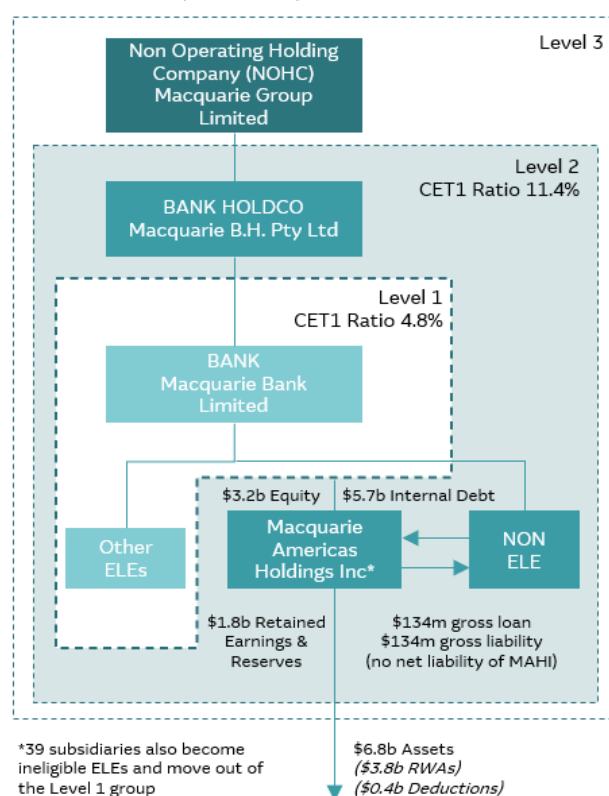 Level 3
Non Operating Holding
Company (NOHC)
Macquarie Group
Limited
Level 2
CET1 Ratio 11.4%
BANK HOLDCO
Macquarie B.H. Pty Ltd
Level 1
CET1 Ratio 4.8%
BANK
Macquarie Bank
Limited
$3.2b Equity
$5.7b Internal Debt
Other
ELEs
Macquarie
Americas
Holdings Inc*
NON
ELE
$1.8b Retained
Earnings &
Reserves
$134m gross loan
$134m gross liability
(no net liability of MAHI)
*39 subsidiaries also become
ineligible ELEs and move out of
the Level 1 group
$6.8b Assets
($3.8b RWAs)
($0.4b Deductions)